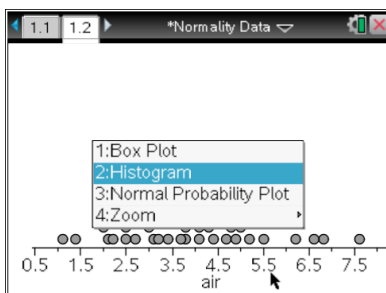 1.1 1.2 *Normality Data
1:Box Plot
2:Histogram
3:Normal Probability Plot
4:Zoom
0.5 1.5 2.5 3.5 4.5 5.5 6.5 7.5
air